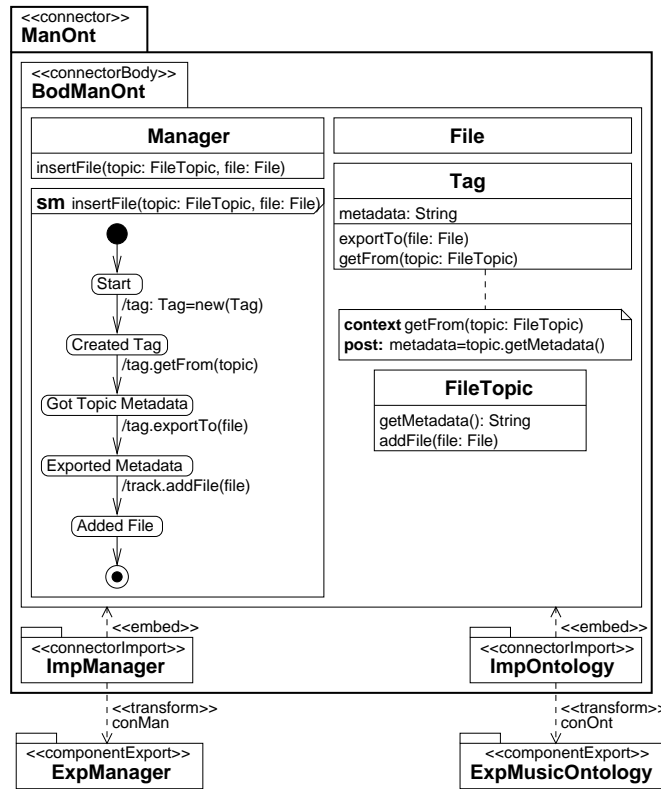 <<connector>>
ManOnt
<<connectorBody>>
BodManOnt
Manager
insertFile(topic: FileTopic, file: File)
sm insertFile(topic: FileTopic, file: File)
Start
/tag: Tag=new(Tag)
Created Tag
/tag.getFrom(topic)
Got Topic Metadata
/tag.exportTo(file)
Exported Metadata
/track.addFile(file)
Added File
File
Tag
metadata: String
exportTo(file: File)
getFrom(topic: FileTopic)
context getFrom(topic: FileTopic)
post: metadata=topic.getMetadata()
FileTopic
getMetadata(): String
addFile(file: File)
<<embed>>
<<connectorImport>>
ImpManager
<<embed>>
<<connectorImport>>
ImpOntology
<<transform>>
conMan
<<componentExport>>
ExpManager
<<transform>>
conOnt
<<componentExport>>
ExpMusicOntology